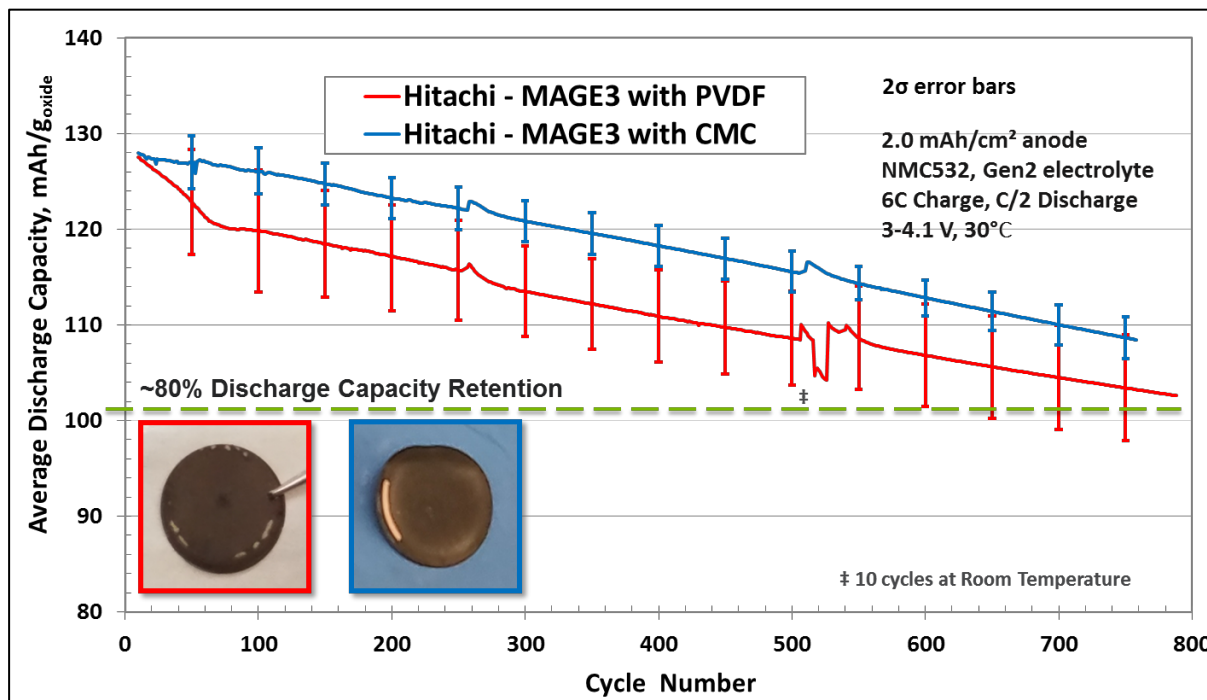 140
130
120
110
100
90
80
0
100
200
300
400
500
600
700
800
Average Discharge Capacity, mAh/goxide
Cycle Number
Hitachi - MAGE3 with PVDF
Hitachi - MAGE3 with CMC
2σ error bars
2.0 mAh/cm² anode
NMC532, Gen2 electrolyte
6C Charge, C/2 Discharge
3-4.1 V, 30°C
~80% Discharge Capacity Retention
‡
‡ 10 cycles at Room Temperature